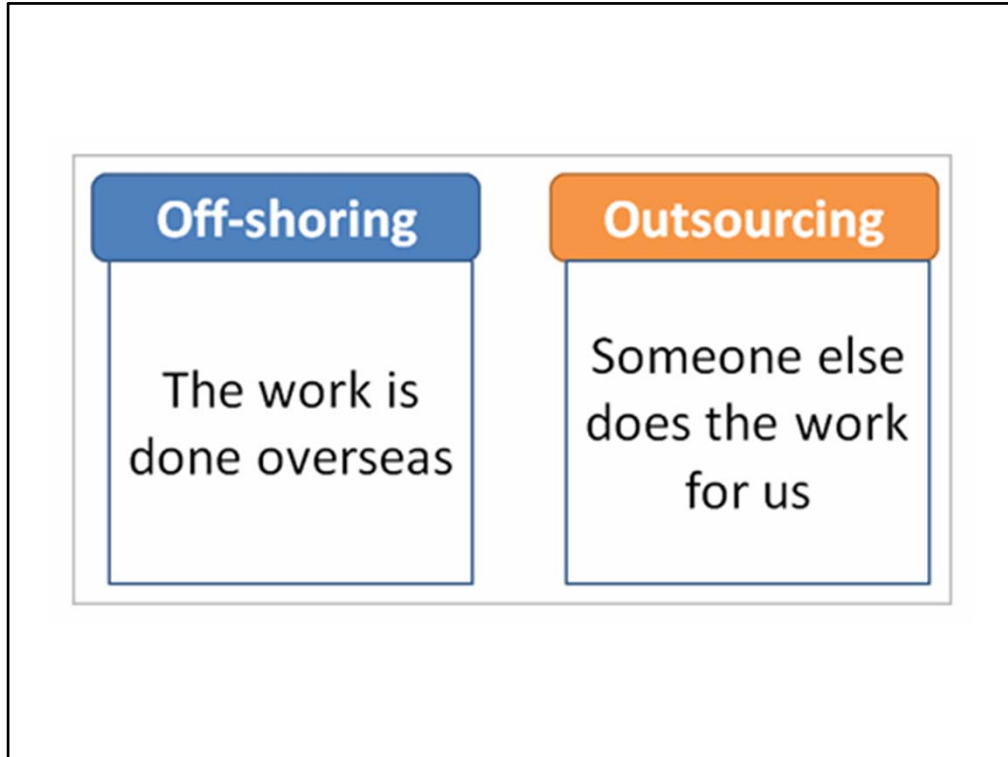 Off-shoring
The work is
done overseas
Outsourcing
Someone else
does the work
for us